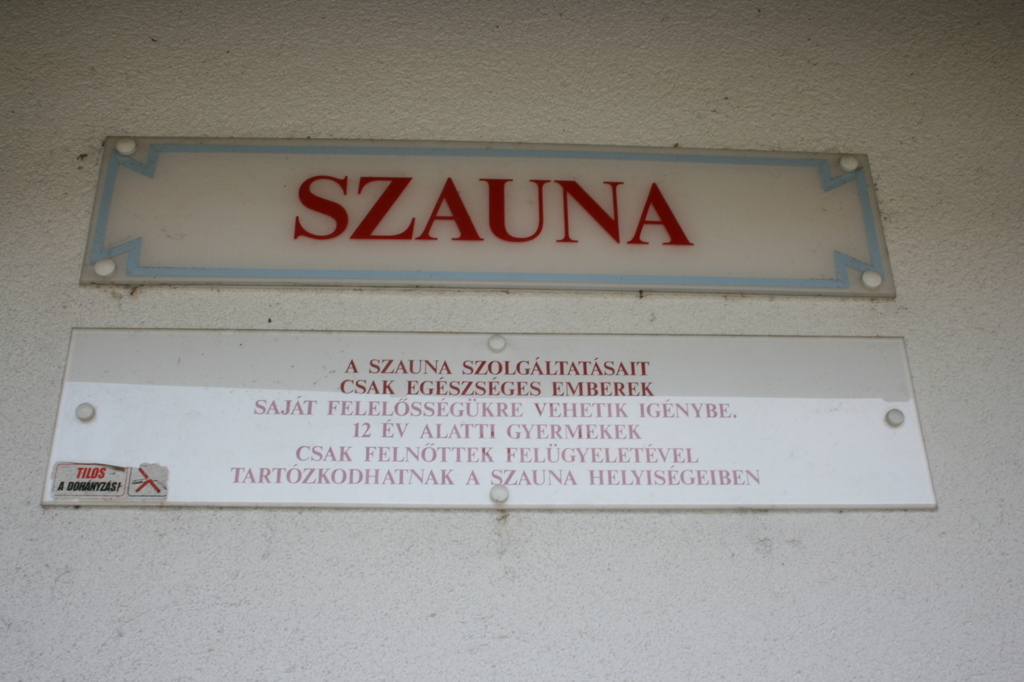 SZAUNA
A SZAUNA SZOLGÁLTATÁSAIT
CSAK EGÉSZSÉGES EMBEREK
SAJÁT FELELŐSSÉGÜKRE VEHETIK IGÉNYBE.
12 ÉV ALATTI GYERMEKEK
CSAK FELNŐTTEK FELÜGYELETÉVEL
TARTÓZKODHATNAK A SZAUNA HELYISÉGEIBEN
TILOS
A DOHÁNYZÁS!